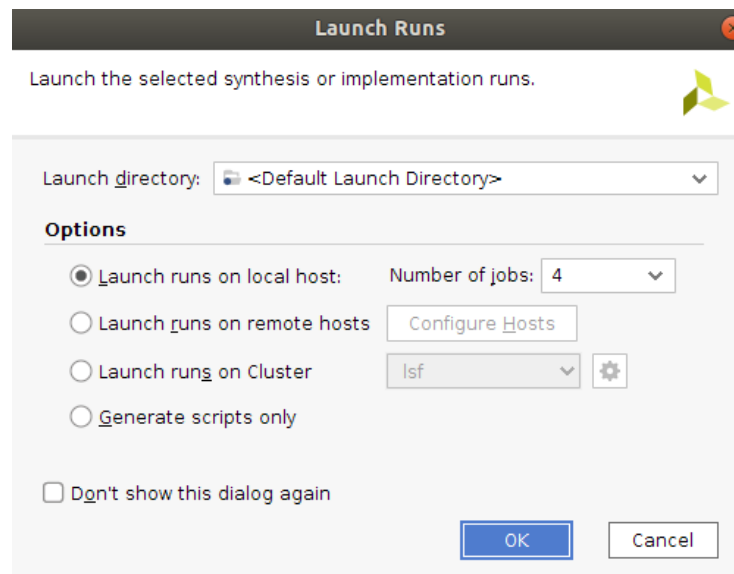 Launch Runs
Launch the selected synthesis or implementation runs.
Launch directory: <Default Launch Directory>
Options
Launch runs on local host: Number of jobs: 4
Launch runs on remote hosts Configure Hosts
Launch runs on Cluster lsf
Generate scripts only
Don't show this dialog again
OK Cancel